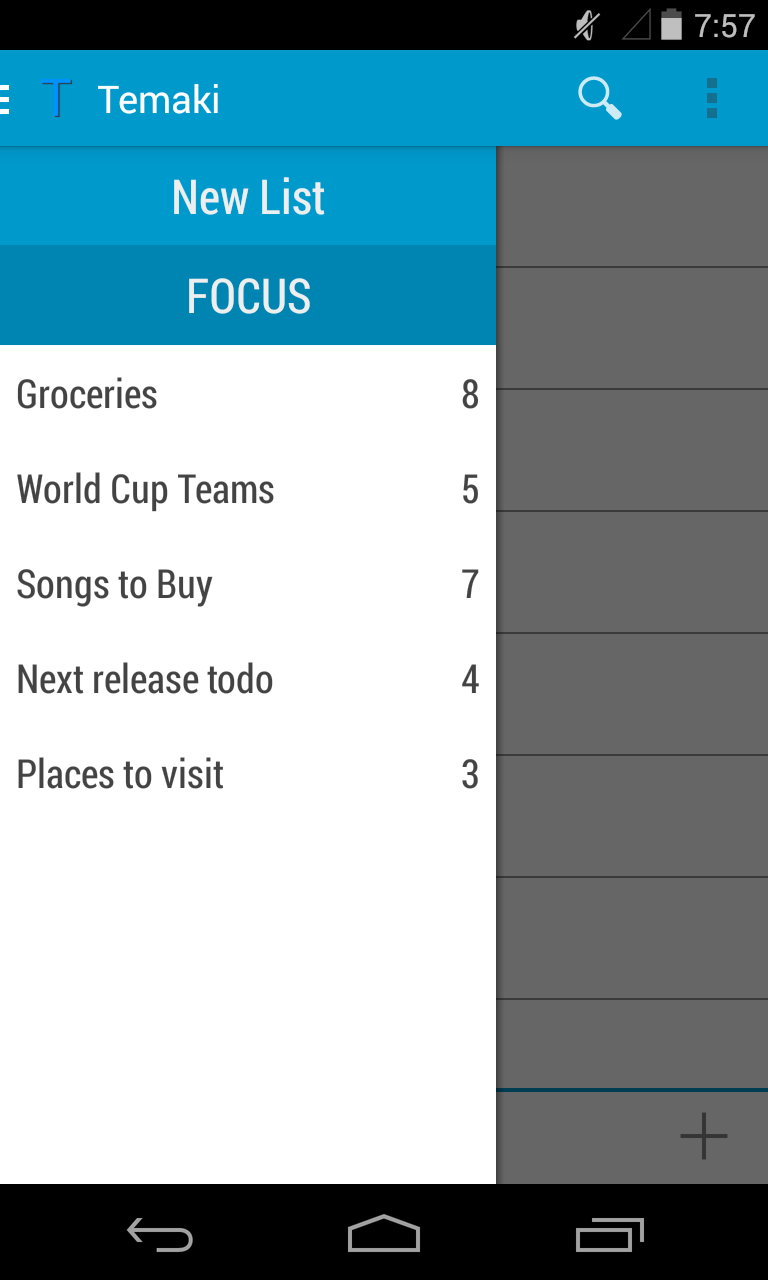 7:57
T Temaki
New List
FOCUS
Groceries 8
World Cup Teams 5
Songs to Buy 7
Next release todo 4
Places to visit 3